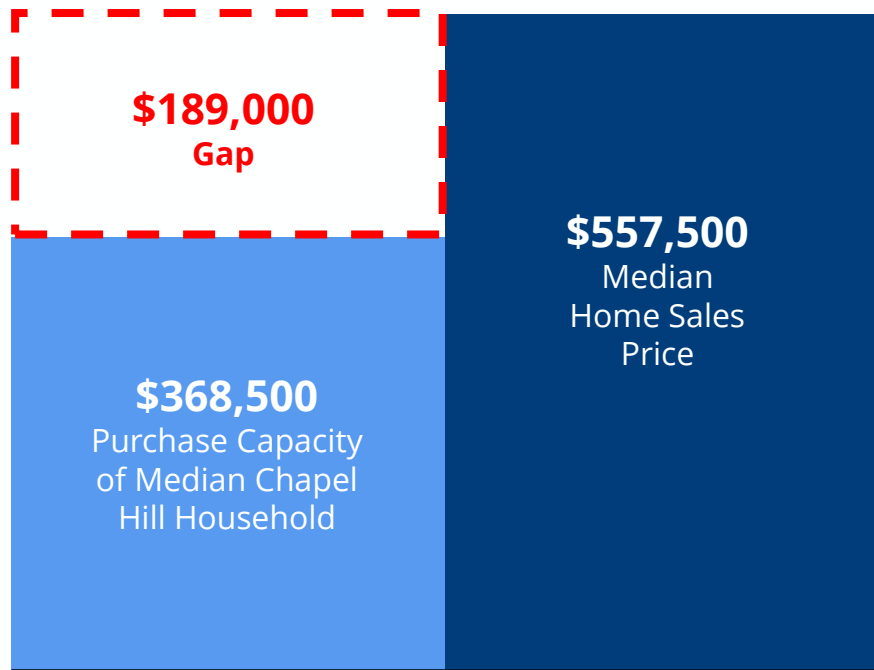 $189,000
Gap
$368,500
Purchase Capacity
of Median Chapel
Hill Household
$557,500
Median
Home Sales
Price